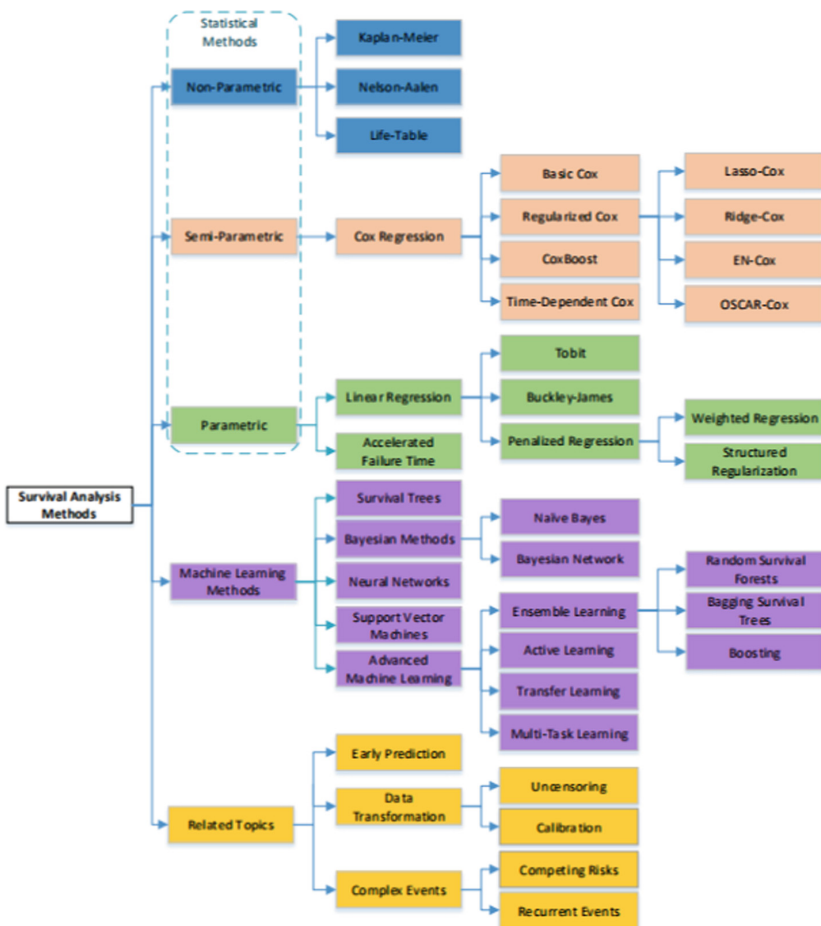 Statistical
Methods
Non-Parametric
Kaplan-Meier
Nelson-Aalen
Life-Table
Semi-Parametric
Cox Regression
Basic Cox
Regularized Cox
CoxBoost
Time-Dependent Cox
Lasso-Cox
Ridge-Cox
EN-Cox
OSCAR-Cox
Parametric
Linear Regression
Accelerated
Failure Time
Tobit
Buckley-James
Penalized Regression
Weighted Regression
Structured
Regularization
Survival Analysis
Methods
Machine Learning
Methods
Survival Trees
Bayesian Methods
Neural Networks
Support Vector
Machines
Advanced
Machine Learning
Naïve Bayes
Bayesian Network
Ensemble Learning
Active Learning
Transfer Learning
Multi-Task Learning
Random Survival
Forests
Bagging Survival
Trees
Boosting
Related Topics
Early Prediction
Data
Transformation
Complex Events
Uncensoring
Calibration
Competing Risks
Recurrent Events